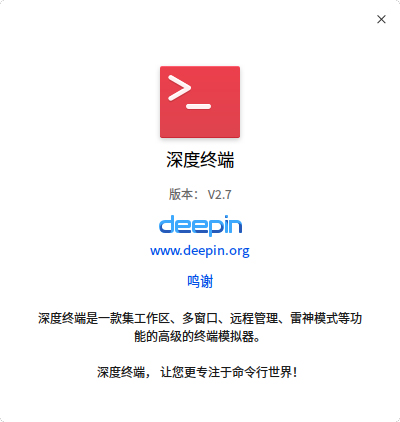 深度终端
版本： V2.7
deepin
www.deepin.org
鸣谢
深度终端是一款集工作区、多窗口、远程管理、雷神模式等功
能的高级的终端模拟器。
深度终端， 让您更专注于命令行世界！